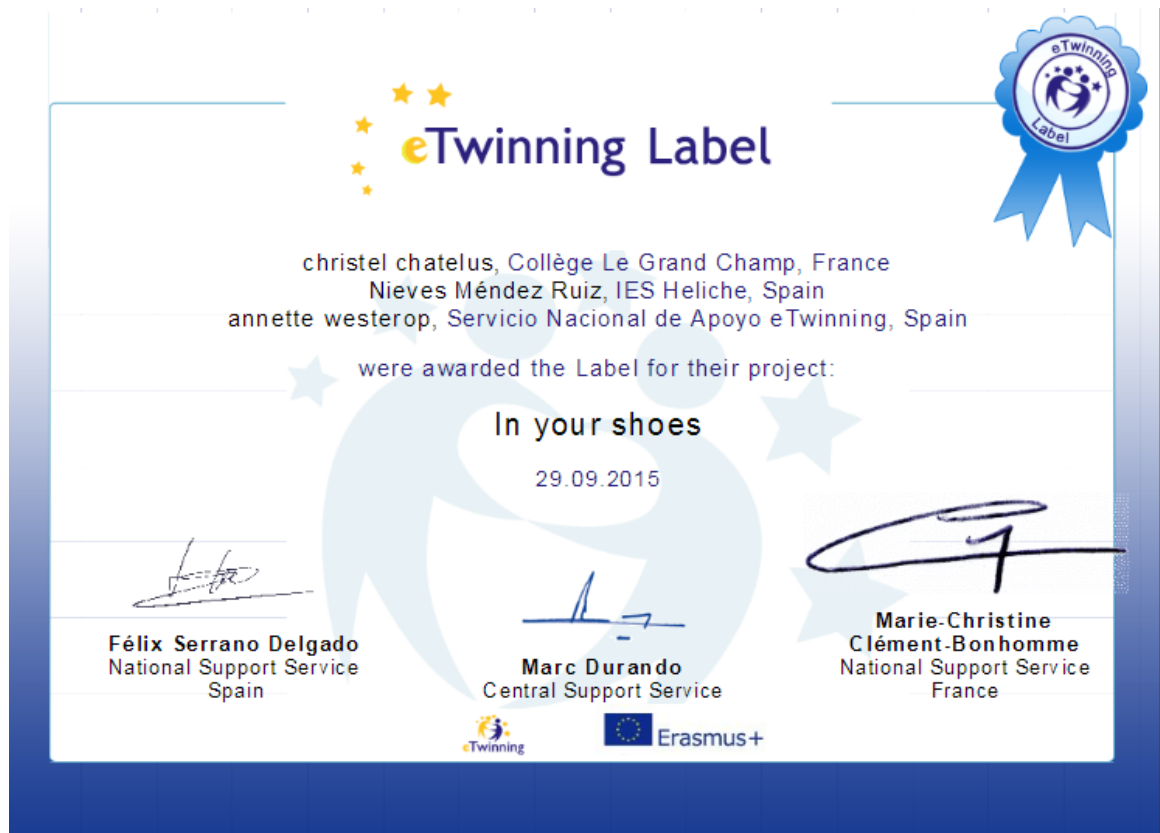 eTwinning
Label
eTwinning Label
christel chatelus, Collège Le Grand Champ, France
Nieves Méndez Ruiz, IES Heliche, Spain
annette westerop, Servicio Nacional de Apoyo eTwinning, Spain
were awarded the Label for their project:
In your shoes
29.09.2015
Félix Serrano Delgado
National Support Service
Spain
Marc Durando
Central Support Service
Marie-Christine
Clément-Bonhomme
National Support Service
France
eTwinning
Erasmus+